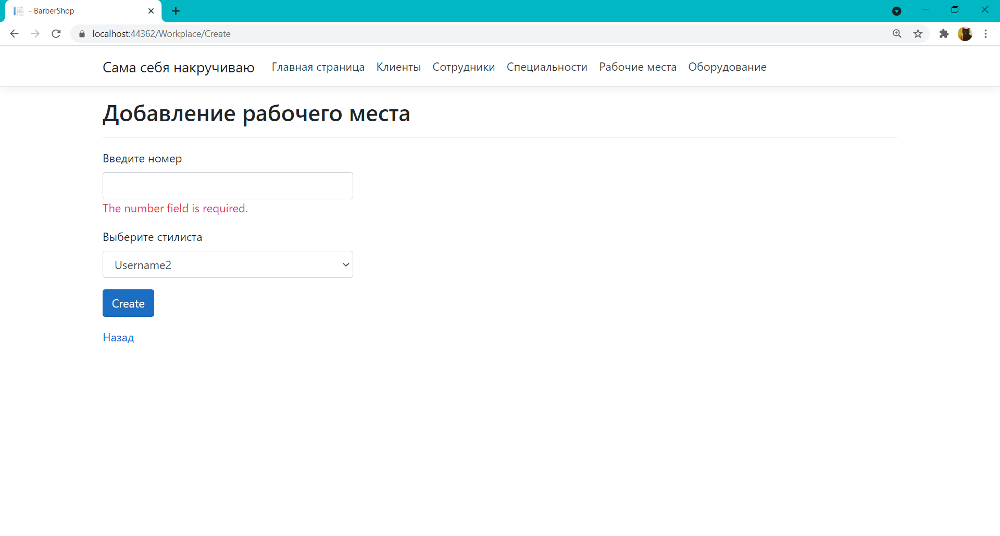 - BarberShop
localhost:44362/Workplace/Create
Сама себя накручиваю Главная страница Клиенты Сотрудники Специальности Рабочие места Оборудование
Добавление рабочего места
Введите номер
The number field is required.
Выберите стилиста
Username2
Create
Назад